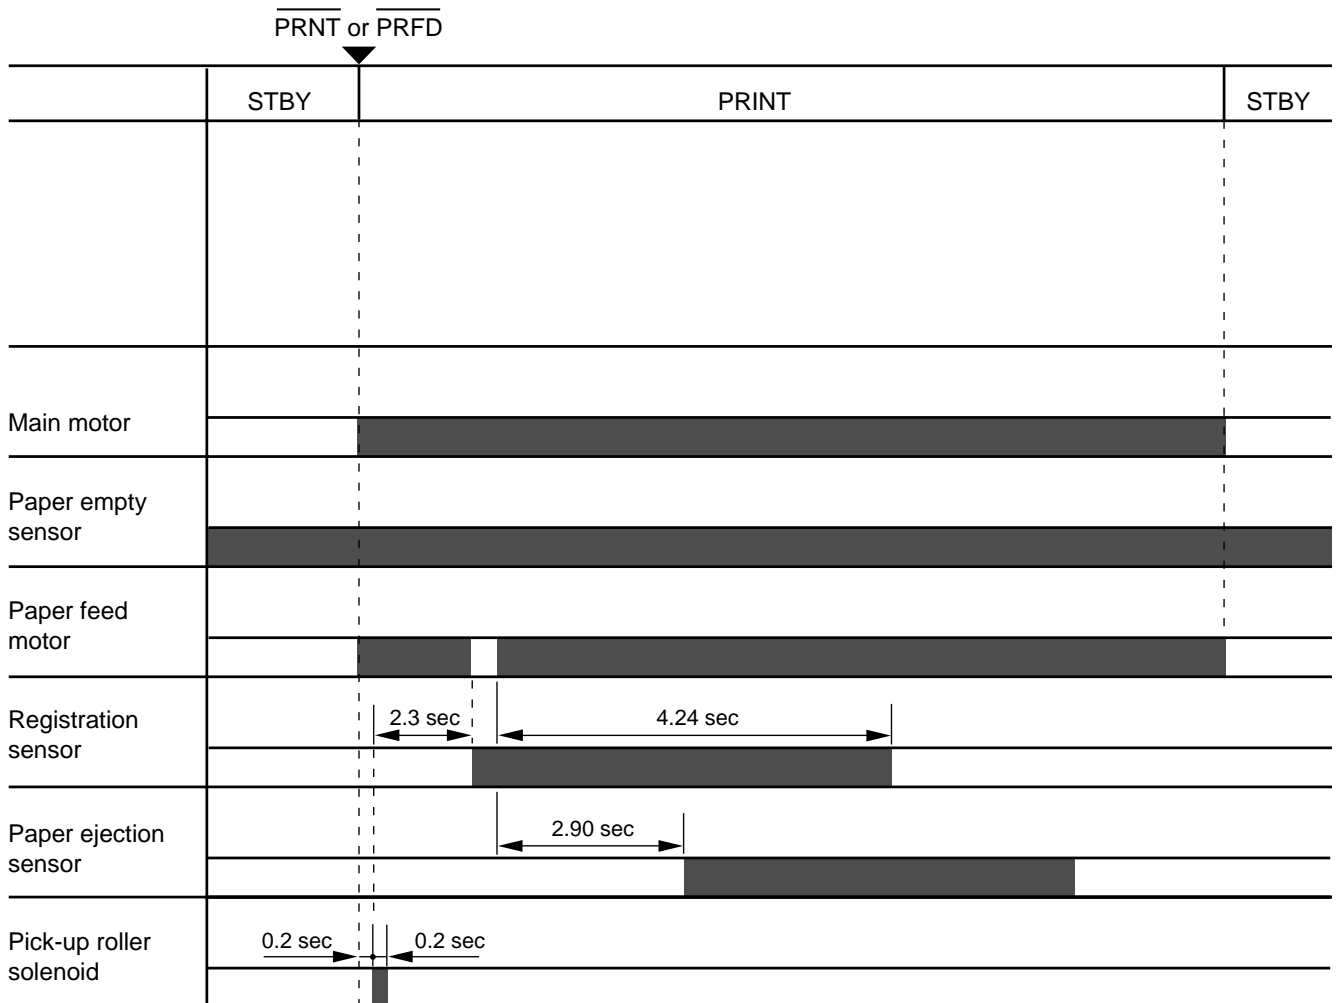 PRNT or PRFD
STBY PRINT STBY
Main motor
Paper empty
sensor
Paper feed
motor
Registration
sensor
2.3 sec 4.24 sec
Paper ejection
sensor
2.90 sec
Pick-up roller
solenoid
0.2 sec 0.2 sec